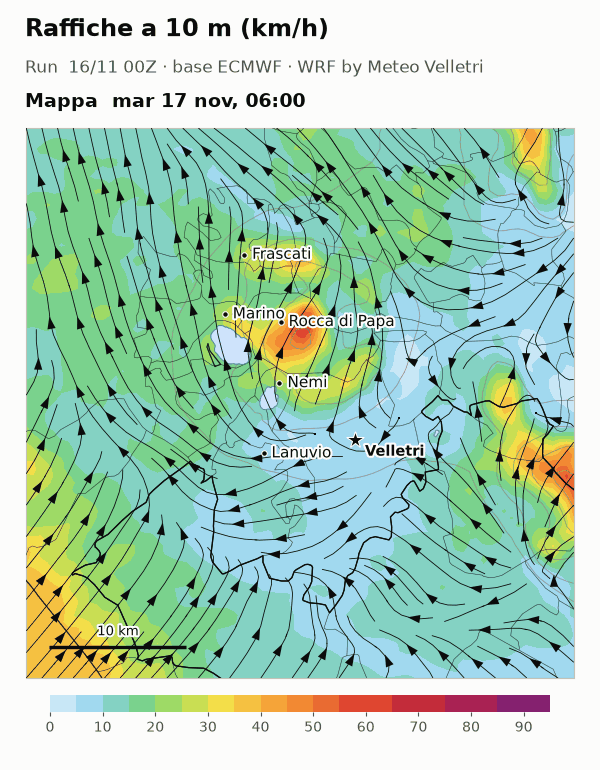 Raffiche a 10 m (km/h)
Run  16/11 00Z · base ECMWF · WRF by Meteo Velletri
Mappa  mar 17 nov, 06:00
Frascati
Marino
Rocca di Papa
Nemi
Velletri
Lanuvio
10 km
0 10 20 30 40 50 60 70 80 90